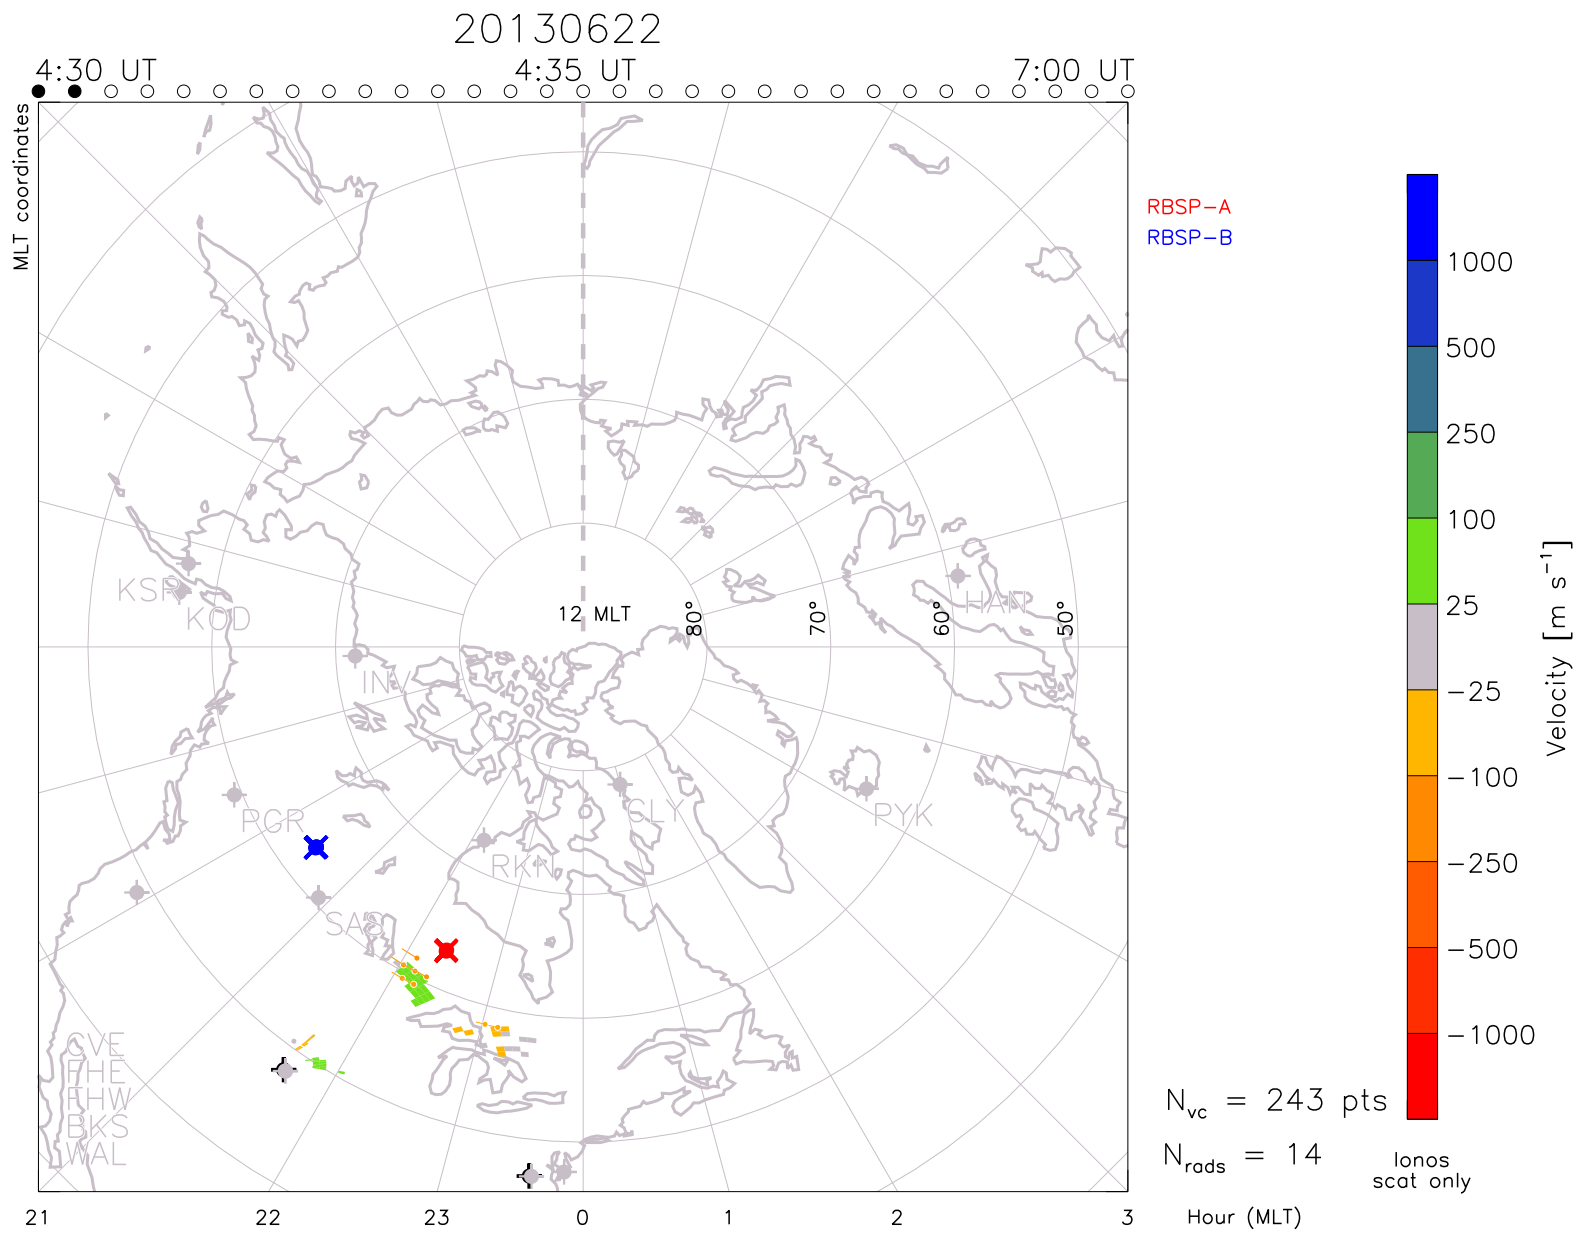 20130622
4:30 UT 4:35 UT 7:00 UT
MLT coordinates
RBSP-A
RBSP-B
1000
500
250
100
25
-25
-100
-250
-500
-1000
Velocity [m s⁻¹]
12 MLT
80°
70°
60°
50°
KSR
KOD
HAN
INV
PGR
CLY
PYK
RKN
SAS
CVE
FHE
FHW
BKS
WAL
Nvc = 243 pts
Nrads = 14
Ionos
scat only
21 22 23 0 1 2 3 Hour (MLT)